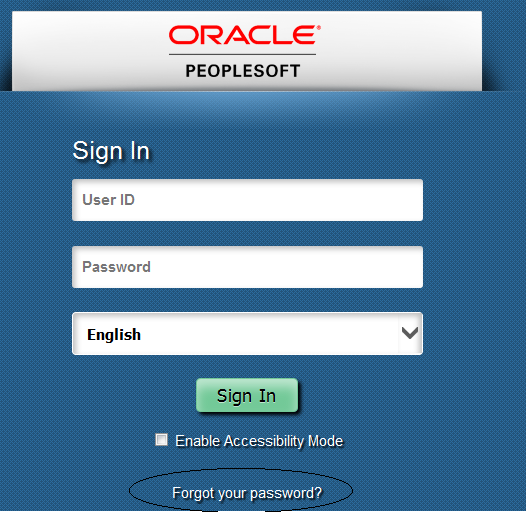 ORACLE®
PEOPLESOFT
Sign In
User ID
Password
English
Sign In
Enable Accessibility Mode
Forgot your password?